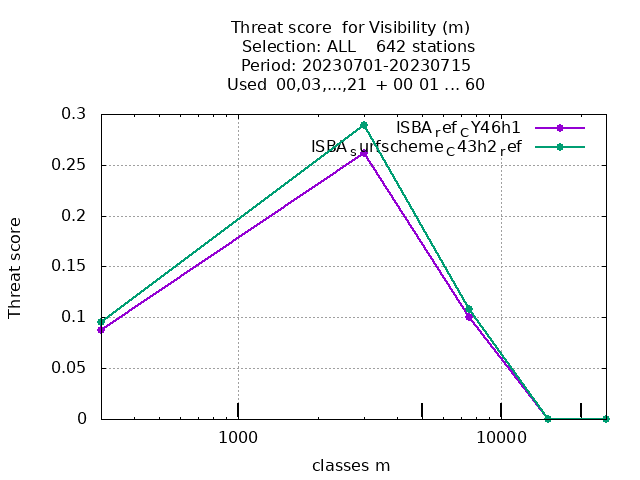 Threat score for Visibility (m)
Selection: ALL 642 stations
Period: 20230701-20230715
Used 00,03,...,21 + 00 01 ... 60
0.3
ISBA_ref_CY46h1
ISBA_surfscheme_C43h2_ref
0.25
0.2
0.15
0.1
0.05
0
Threat score
1000 10000
classes m